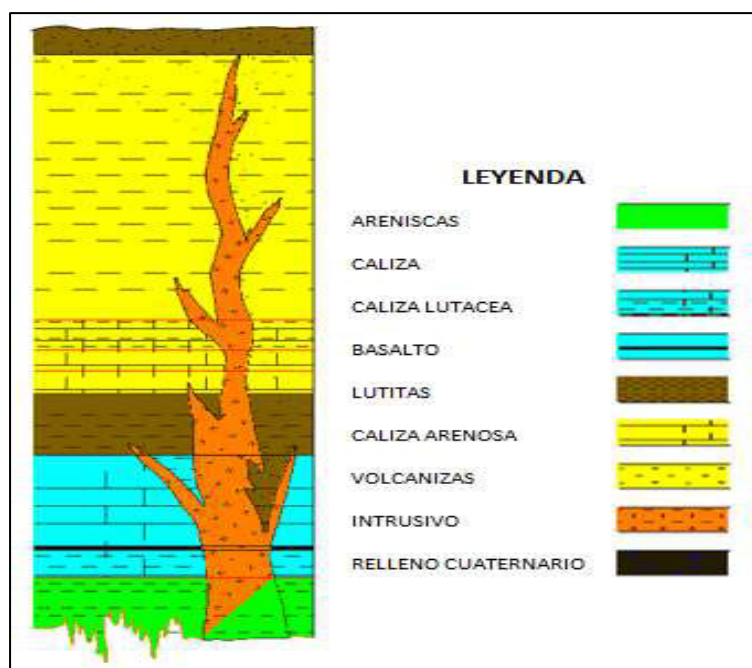 LEYENDA
ARENISCAS
CALIZA
CALIZA LUTACEA
BASALTO
LUTITAS
CALIZA ARENOSA
VOLCANIZAS
INTRUSIVO
RELLENO CUATERNARIO